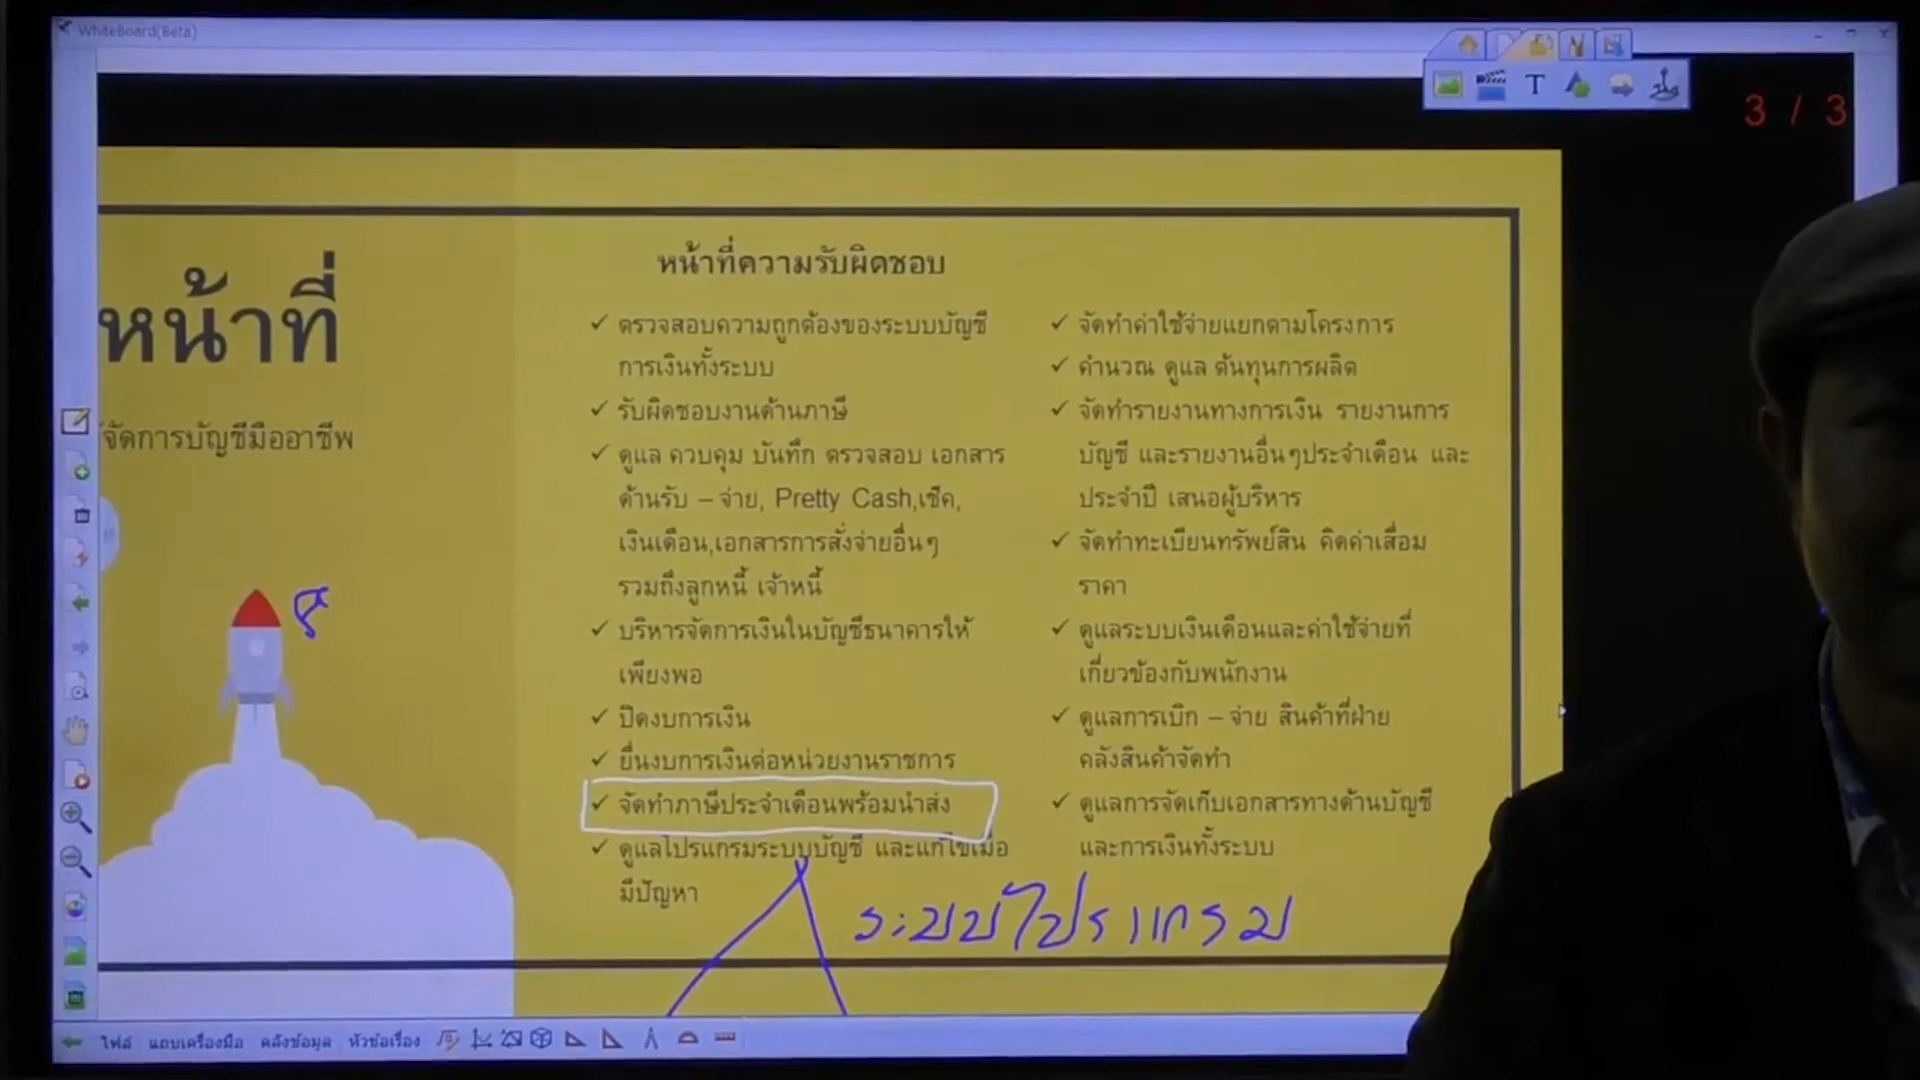 WhiteBoard(Beta)
3 / 3
หน้าที่
จัดการบัญชีมืออาชีพ
หน้าที่ความรับผิดชอบ
✓ ตรวจสอบความถูกต้องของระบบบัญชี
การเงินทั้งระบบ
✓ รับผิดชอบงานด้านภาษี
✓ ดูแล ควบคุม บันทึก ตรวจสอบ เอกสาร
ด้านรับ – จ่าย, Pretty Cash,เช็ค,
เงินเดือน,เอกสารการสั่งจ่ายอื่นๆ
รวมถึงลูกหนี้ เจ้าหนี้
✓ บริหารจัดการเงินในบัญชีธนาคารให้
เพียงพอ
✓ ปิดงบการเงิน
✓ ยื่นงบการเงินต่อหน่วยงานราชการ
✓ จัดทำภาษีประจำเดือนพร้อมนำส่ง
✓ ดูแลโปรแกรมระบบบัญชี และแก้ไขเมื่อ
มีปัญหา
✓ จัดทำค่าใช้จ่ายแยกตามโครงการ
✓ คำนวณ ดูแล ต้นทุนการผลิต
✓ จัดทำรายงานทางการเงิน รายงานการ
บัญชี และรายงานอื่นๆประจำเดือน และ
ประจำปี เสนอผู้บริหาร
✓ จัดทำทะเบียนทรัพย์สิน คิดค่าเสื่อม
ราคา
✓ ดูแลระบบเงินเดือนและค่าใช้จ่ายที่
เกี่ยวข้องกับพนักงาน
✓ ดูแลการเบิก – จ่าย สินค้าที่ฝ่าย
คลังสินค้าจัดทำ
✓ ดูแลการจัดเก็บเอกสารทางด้านบัญชี
และการเงินทั้งระบบ
ระบบโปรแกรม
ไฟล์ แถบเครื่องมือ คลังข้อมูล หัวข้อเรื่อง